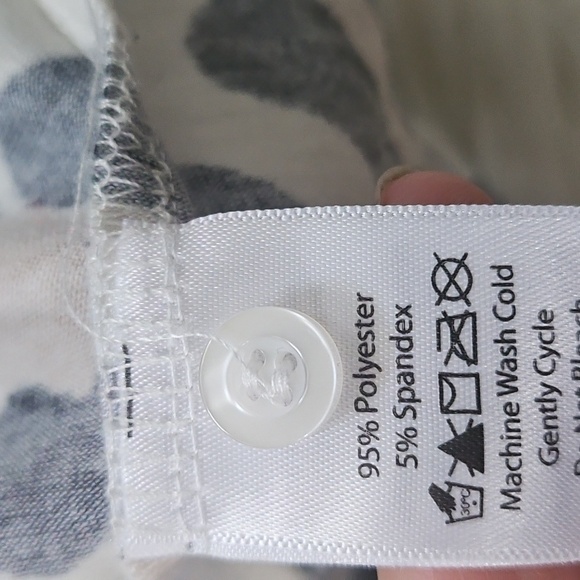 95% Polyester
5% Spandex
30°C
Machine Wash Cold
Gently Cycle